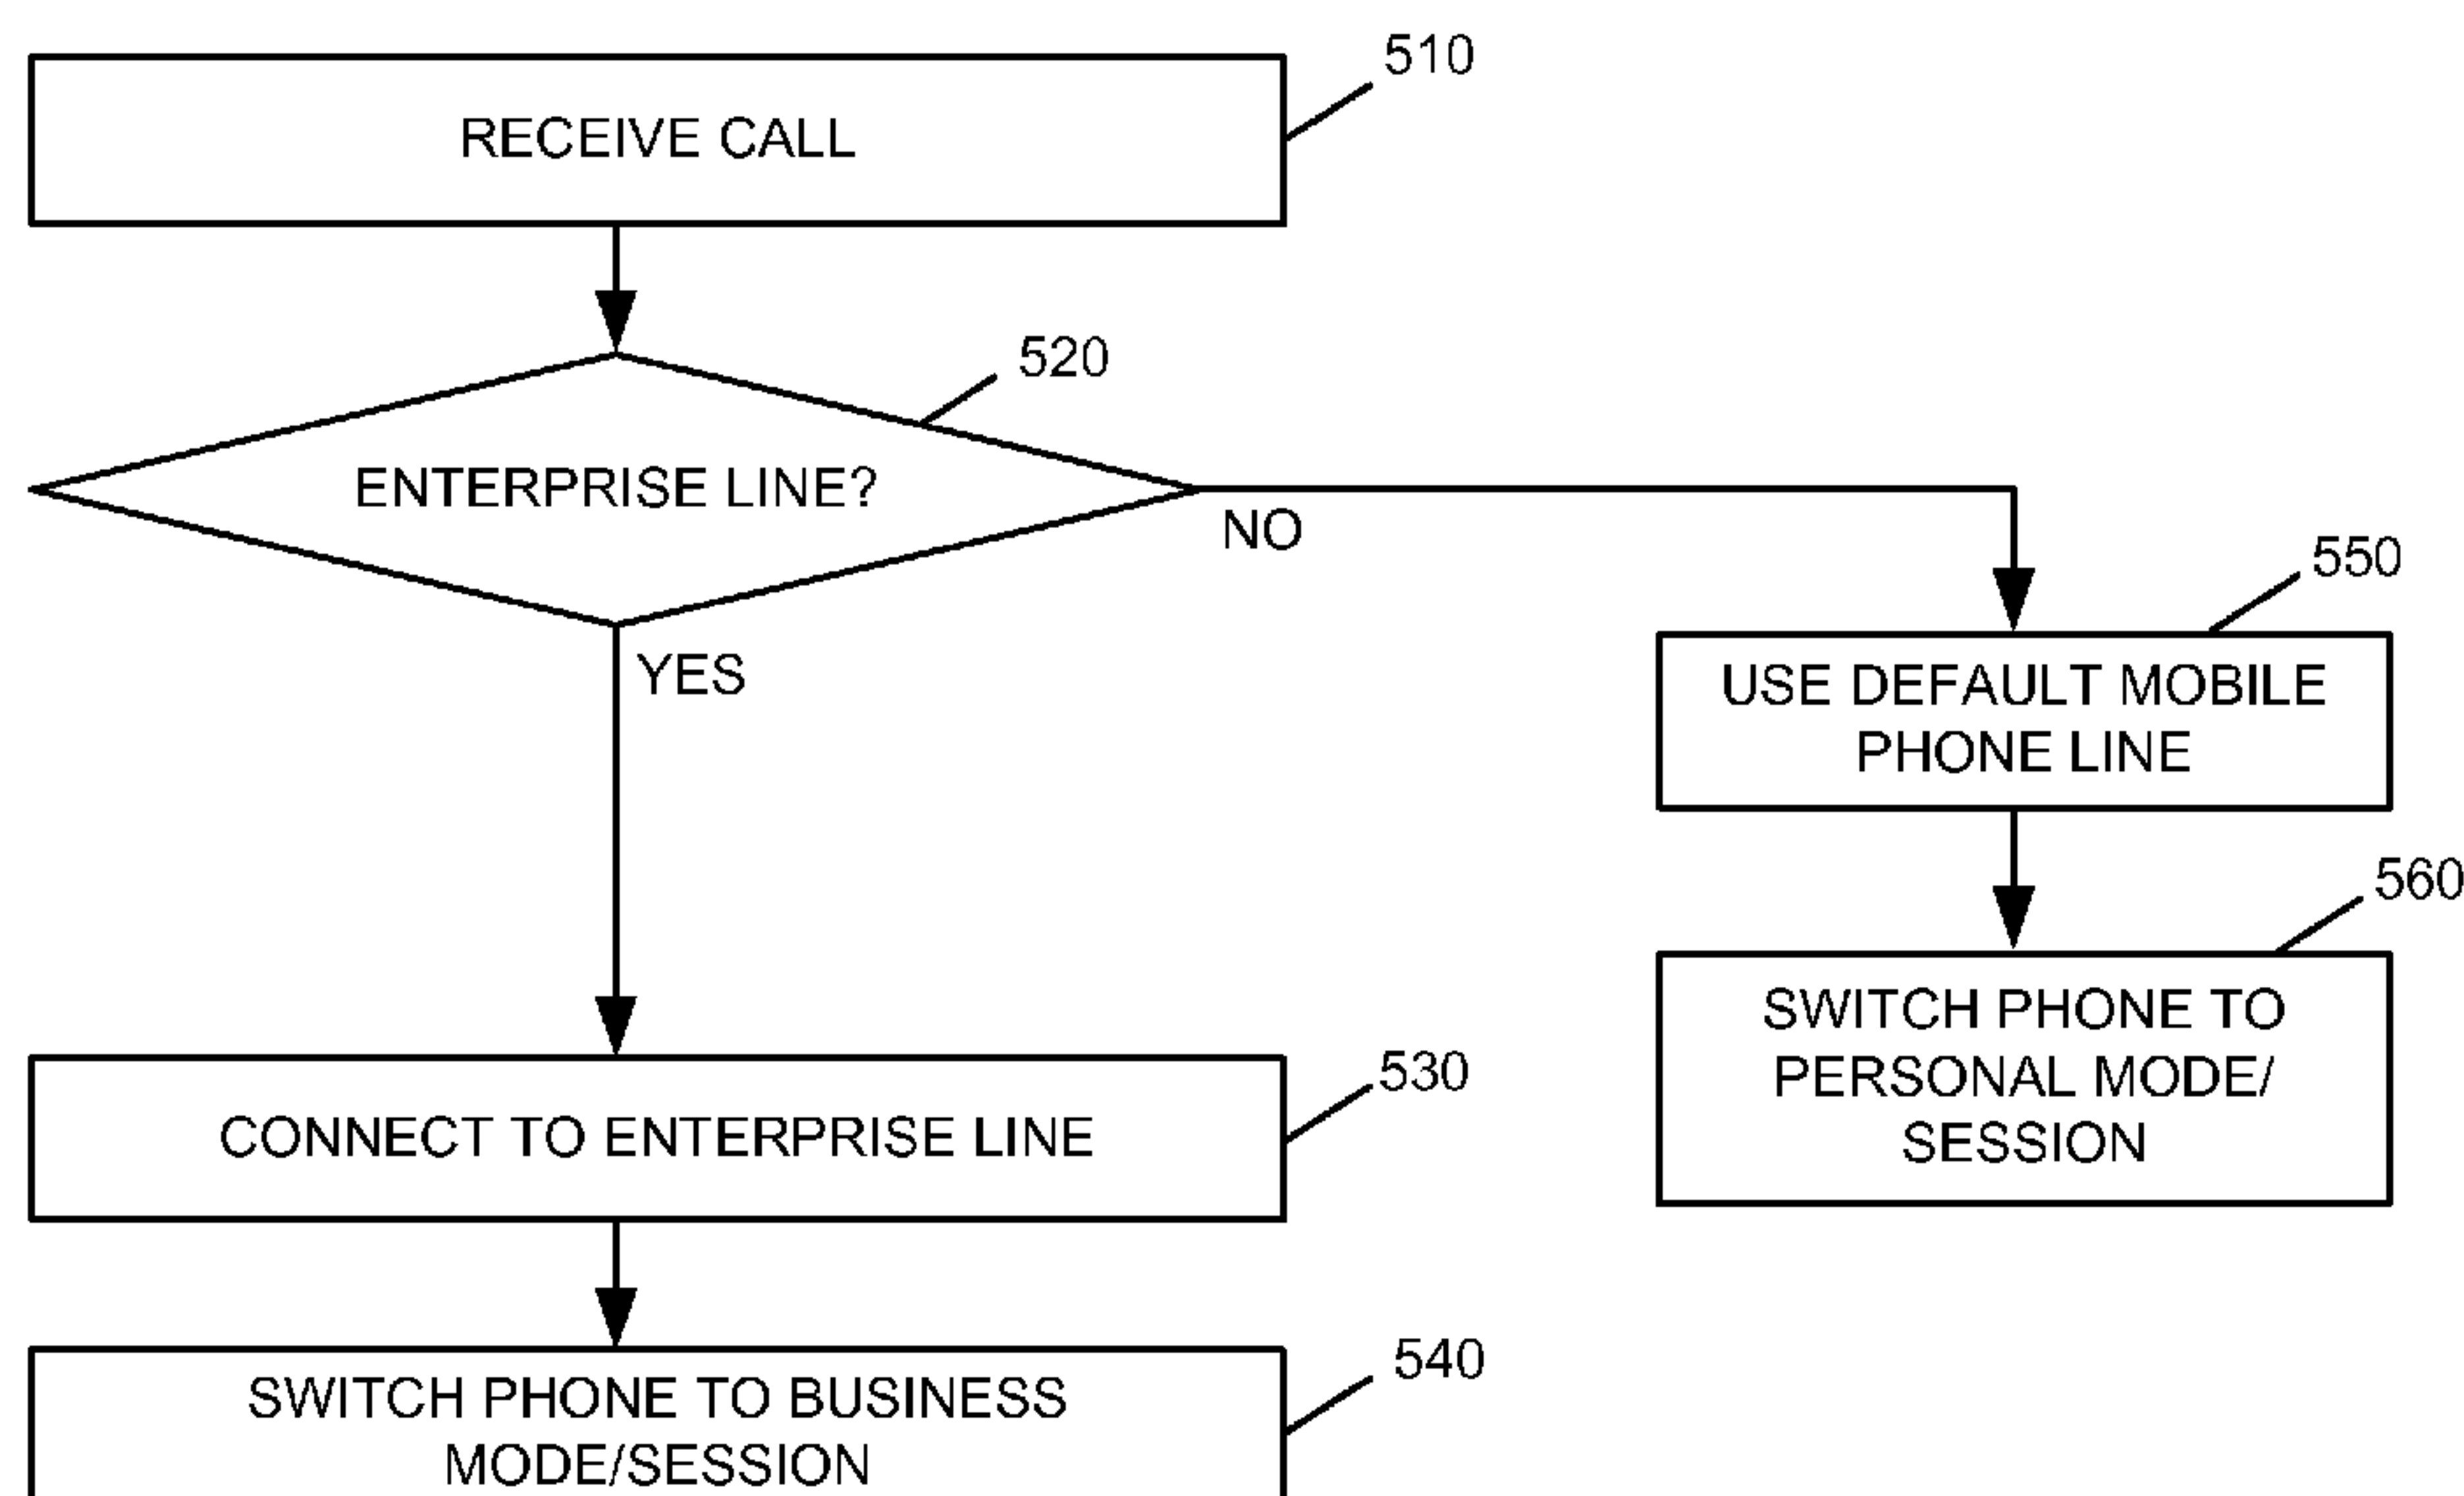 510
RECEIVE CALL
520
ENTERPRISE LINE?
NO
YES
550
USE DEFAULT MOBILE
PHONE LINE
560
SWITCH PHONE TO
PERSONAL MODE/
SESSION
530
CONNECT TO ENTERPRISE LINE
540
SWITCH PHONE TO BUSINESS
MODE/SESSION